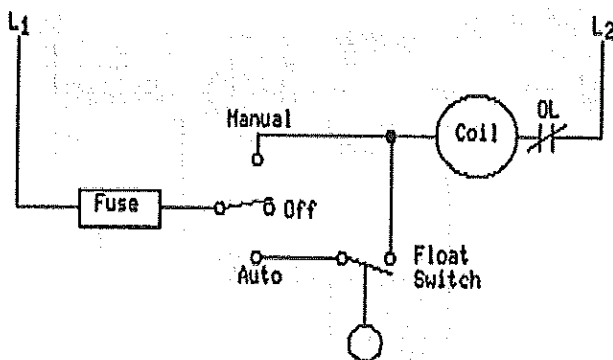 L1
L2
OL
Manual
Coil
Fuse
Off
Auto
Float
Switch